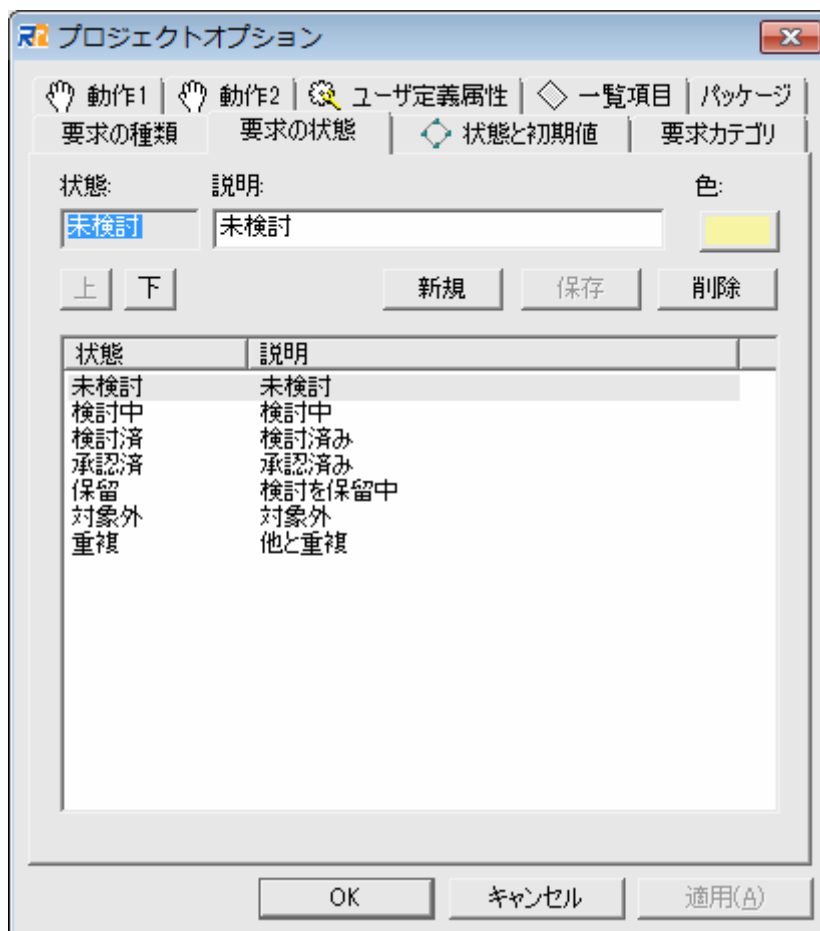 プロジェクトオプション
動作1 動作2 ユーザ定義属性 一覧項目 パッケージ
要求の種類 要求の状態 状態と初期値 要求カテゴリ
状態: 説明: 色:
未検討 未検討
上 下 新規 保存 削除
状態 説明
未検討 未検討
検討中 検討中
検討済 検討済み
承認済 承認済み
保留 検討を保留中
対象外 対象外
重複 他と重複
OK キャンセル 適用(A)